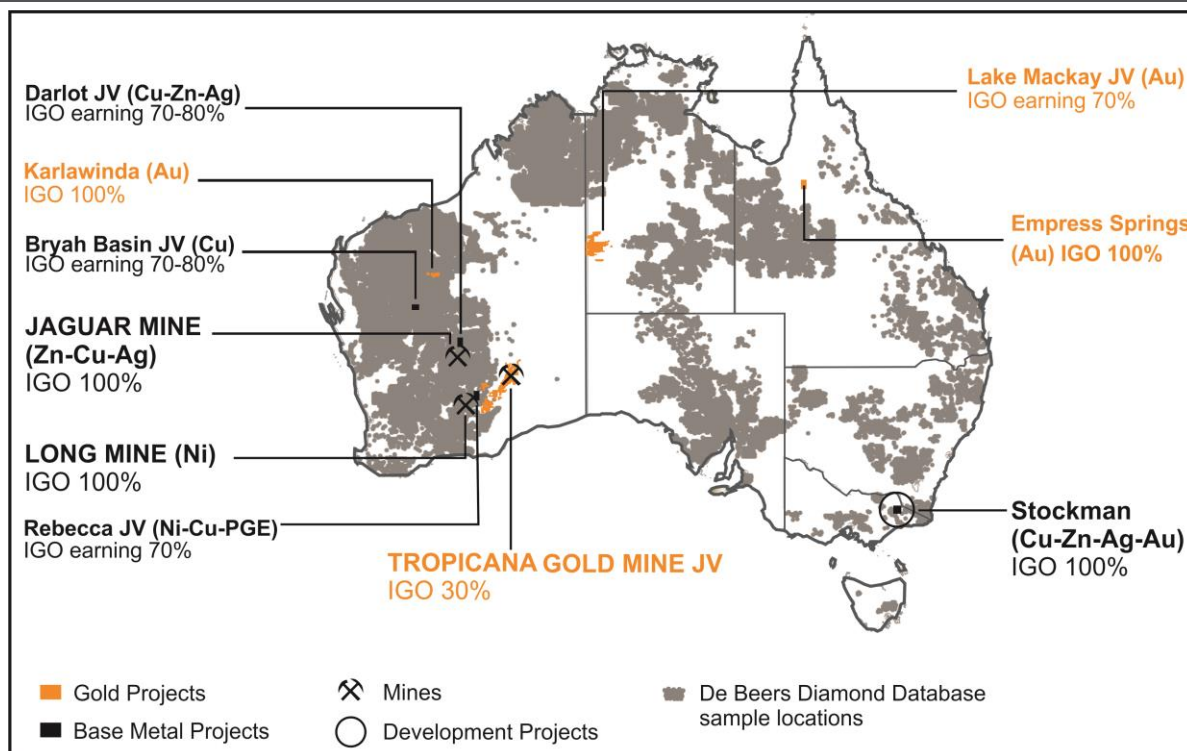 Darlot JV (Cu-Zn-Ag)
IGO earning 70-80%
Karlawinda (Au)
IGO 100%
Bryah Basin JV (Cu)
IGO earning 70-80%
JAGUAR MINE
(Zn-Cu-Ag)
IGO 100%
LONG MINE (Ni)
IGO 100%
Rebecca JV (Ni-Cu-PGE)
IGO earning 70%
TROPICANA GOLD MINE JV
IGO 30%
Lake Mackay JV (Au)
IGO earning 70%
Empress Springs
(Au) IGO 100%
Stockman
(Cu-Zn-Ag-Au)
IGO 100%
Gold Projects
Base Metal Projects
Mines
Development Projects
De Beers Diamond Database
sample locations